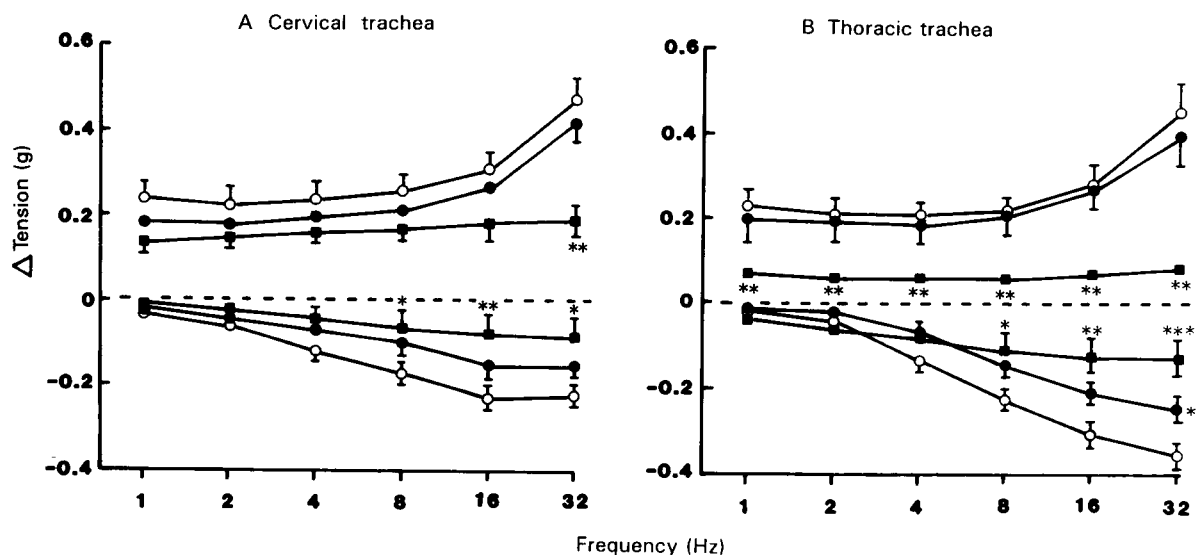 A Cervical trachea
B Thoracic trachea
Δ Tension (g)
0.6
0.4
0.2
0
-0.2
-0.4
**
*
**
*
1 2 4 8 16 32
0.6
0.4
0.2
0
-0.2
-0.4
** ** ** ** ** **
* ** ***
*
1 2 4 8 16 32
Frequency (Hz)